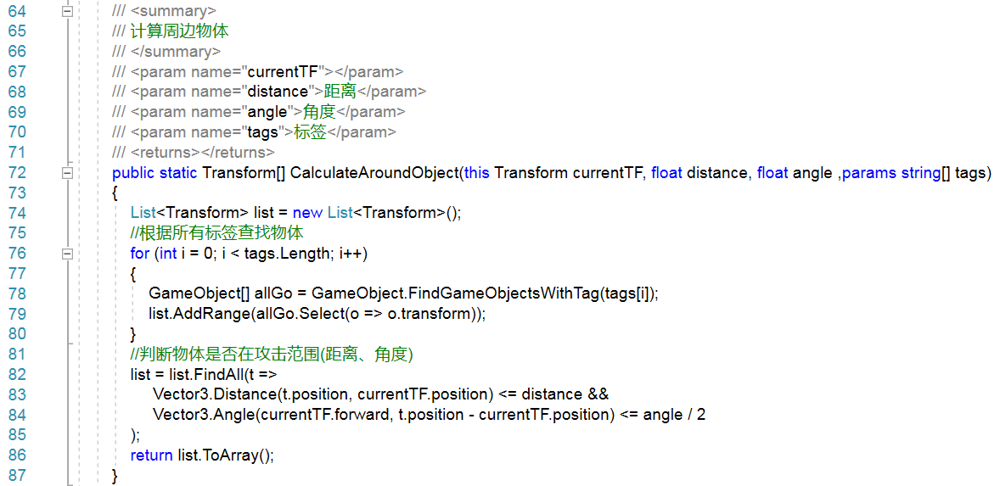 64 /// <summary>
65 /// 计算周边物体
66 /// </summary>
67 /// <param name="currentTF"></param>
68 /// <param name="distance">距离</param>
69 /// <param name="angle">角度</param>
70 /// <param name="tags">标签</param>
71 /// <returns></returns>
72 public static Transform[] CalculateAroundObject(this Transform currentTF, float distance, float angle ,params string[] tags)
73 {
74 List<Transform> list = new List<Transform>();
75 //根据所有标签查找物体
76 for (int i = 0; i < tags.Length; i++)
77 {
78 GameObject[] allGo = GameObject.FindGameObjectsWithTag(tags[i]);
79 list.AddRange(allGo.Select(o => o.transform));
80 }
81 //判断物体是否在攻击范围(距离、角度)
82 list = list.FindAll(t =>
83 Vector3.Distance(t.position, currentTF.position) <= distance &&
84 Vector3.Angle(currentTF.forward, t.position - currentTF.position) <= angle / 2
85 );
86 return list.ToArray();
87 }